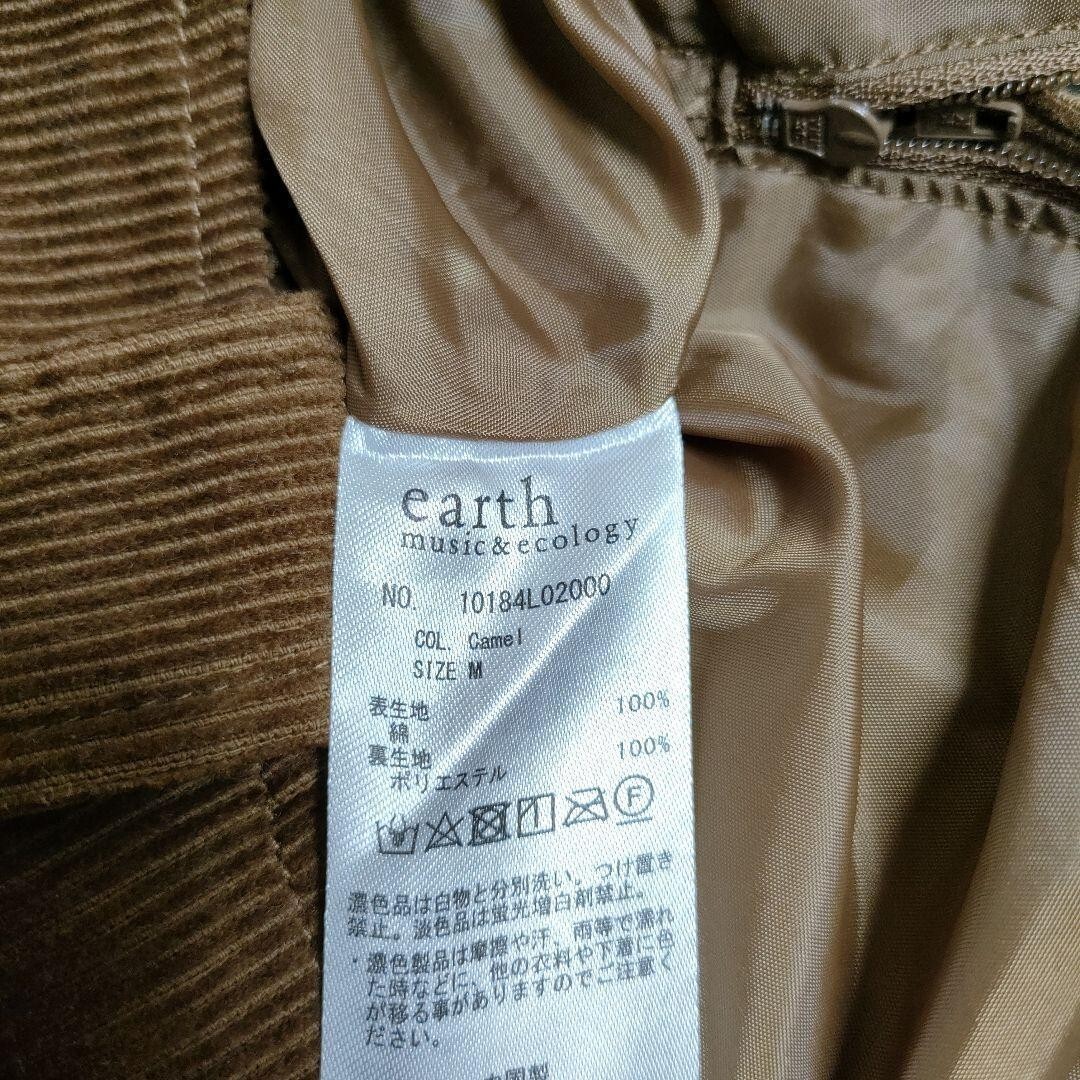 earth
music&ecology
NO. 10184L02000
COL. Camel
SIZE M
表生地 100%
綿
裏生地 100%
ポリエステル
F
濃色品は白物と分別洗い。つけ置き
禁止。淡色品は蛍光増白剤禁止。
・濃色製品は摩擦や汗、雨等で濡れ
た時などに、他の衣料や下着に色
が移る事がありますのでご注意く
ださい。
中国製